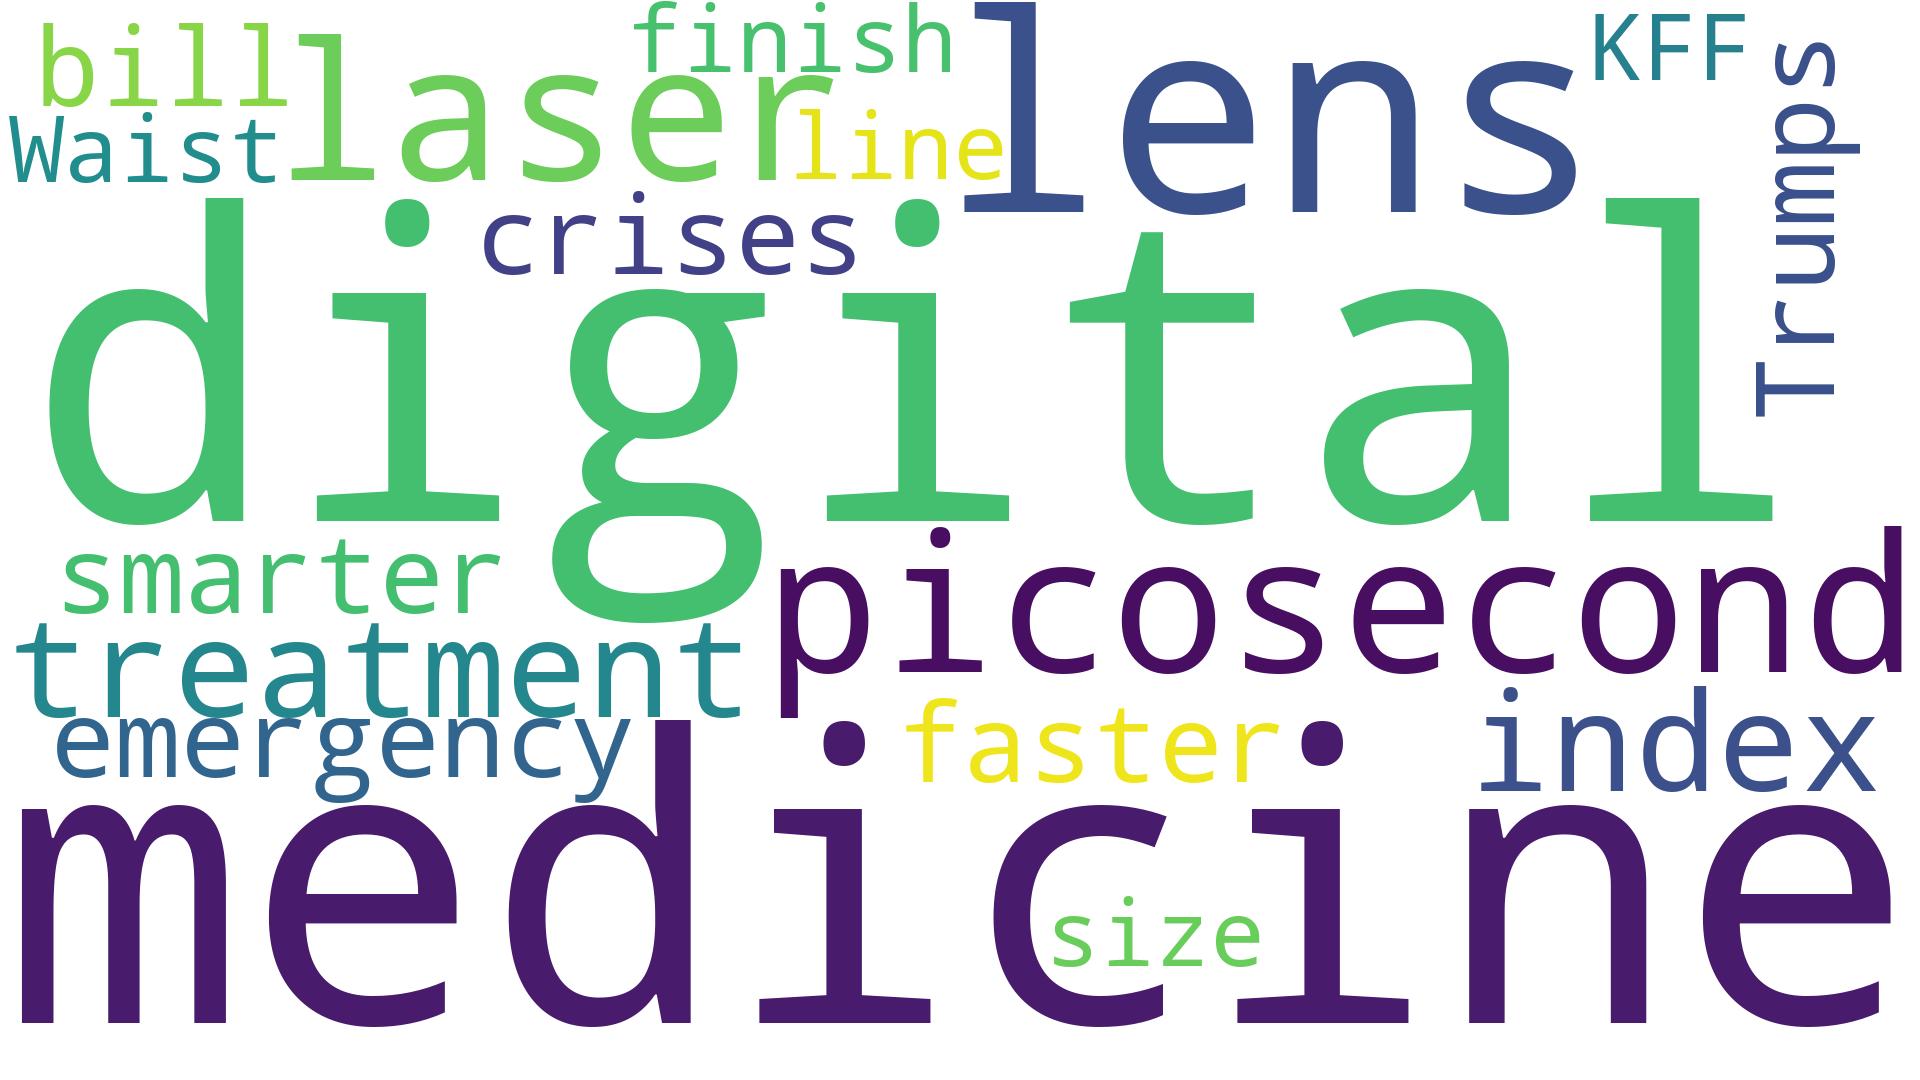 bill
finish
KFF
laser
lens
Waist
line
Trumps
crises
digital
smarter
picosecond
treatment
emergency
faster
index
medicine
size